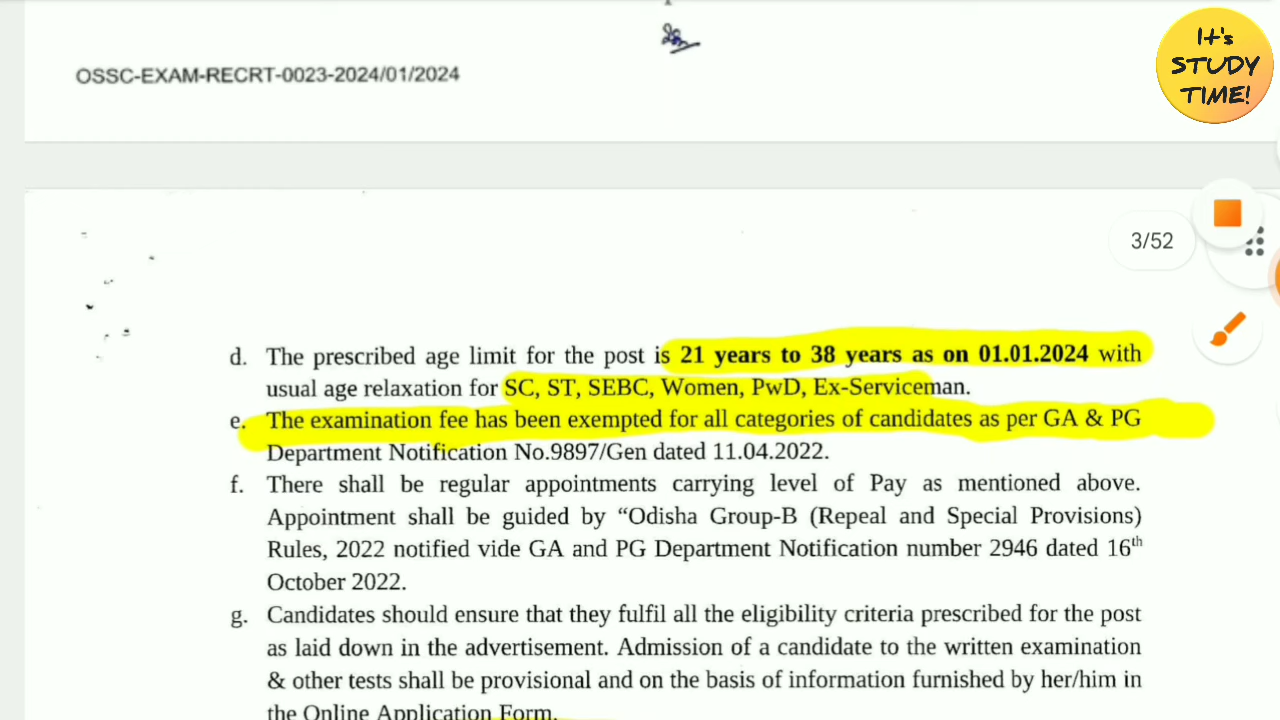 It's
STUDY
TIME!
OSSC-EXAM-RECRT-0023-2024/01/2024
3/52
d. The prescribed age limit for the post is 21 years to 38 years as on 01.01.2024 with
usual age relaxation for SC, ST, SEBC, Women, PwD, Ex-Serviceman.
e. The examination fee has been exempted for all categories of candidates as per GA & PG
Department Notification No.9897/Gen dated 11.04.2022.
f. There shall be regular appointments carrying level of Pay as mentioned above.
Appointment shall be guided by “Odisha Group-B (Repeal and Special Provisions)
Rules, 2022 notified vide GA and PG Department Notification number 2946 dated 16th
October 2022.
g. Candidates should ensure that they fulfil all the eligibility criteria prescribed for the post
as laid down in the advertisement. Admission of a candidate to the written examination
& other tests shall be provisional and on the basis of information furnished by her/him in
the Online Application Form.